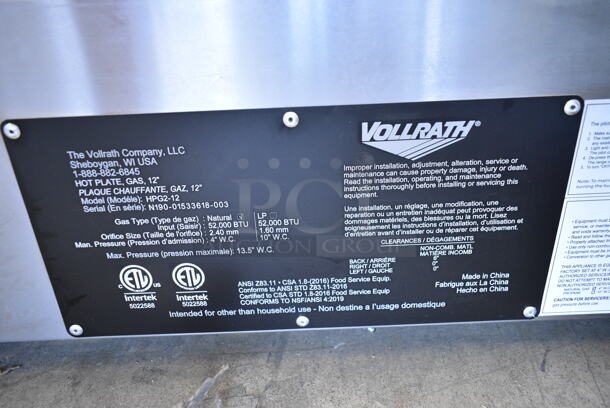 The Vollrath Company, LLC
Sheboygan, WI USA
1-888-882-6845
HOT PLATE, GAS, 12"
PLAQUE CHAUFFANTE, GAZ, 12"
Model (Modèle): HPG2-12
Serial (En série): N190-01533618-003
Gas Type (Type de gaz) : Natural LP
Input (Saisir) : 52,000 BTU 52,000 BTU
Orifice Size (Taille de l'orifice) : 2.40 mm 1.60 mm
Man. Pressure (Pression d'admission) : 4" W.C. 10" W.C.
Max. Pressure (pression maximale): 13.5" W.C.
VOLLRATH®
Improper installation, adjustment, alteration, service or
maintenance can cause property damage, injury or death.
Read the installation, operating, and maintenance
instructions thoroughly before installing or servicing this
equipment.
Une installation, un réglage, une modification, une
réparation ou un entretien inadéquat peut provoquer des
dommages matériels, des blessures ou la mort. Lisez
soigneusement les instructions d'installation, d'utilisation et
d'entretien avant d'installer ou de réparer cet équipement.
CLEARANCES / DÉGAGEMENTS
NON-COMB. MATL
MATIÈRE INCOMB
BACK / ARRIÈRE
RIGHT / DROIT
LEFT / GAUCHE
Made in China
Fabriqué aux La Chine
Hecho en China
ETL
Intertek
5022588
ETL
Intertek
5022588
ANSI Z83.11 • CSA 1.8-(2016) Food Service Equip.
Conforms to ANSI STD Z83.11-2016
Certified to CSA STD 1.8-2016 Food Service Equip.
CONFORMS TO NSF/ANSI 4:2019
Intended for other than household use - Non destine a l'usage domestique